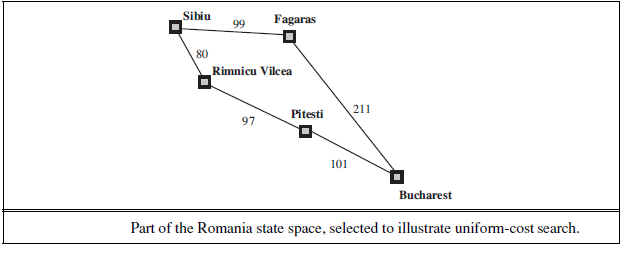 Sibiu
99
Fagaras
80
Rimnicu Vilcea
97
Pitesti
211
101
Bucharest
Part of the Romania state space, selected to illustrate uniform-cost search.